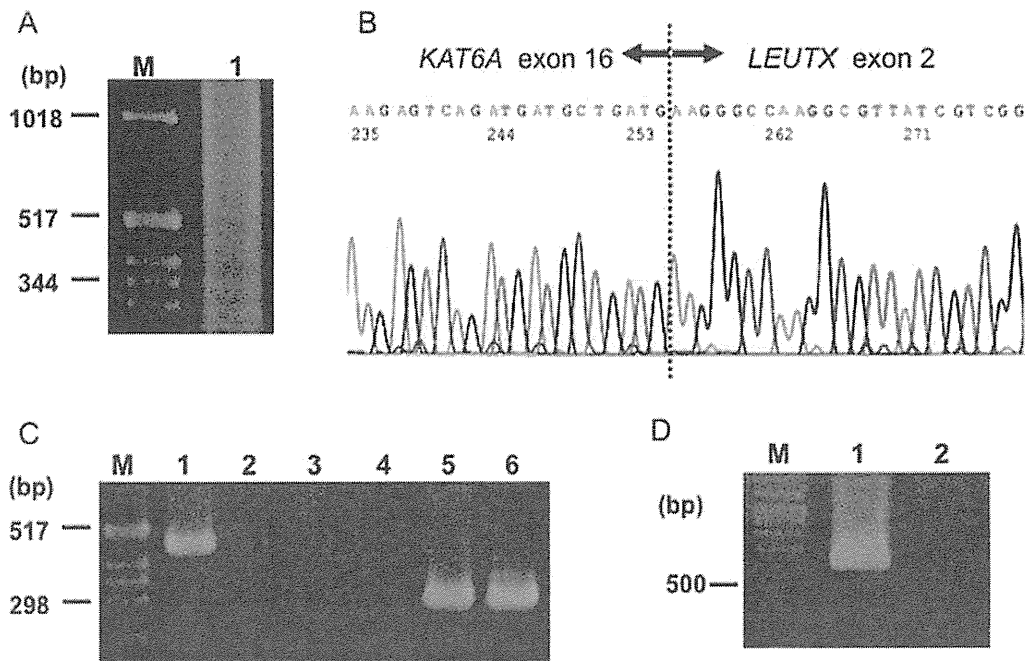 A
(bp)
M 1
1018
517
344
B
KAT6A exon 16
LEUTX exon 2
A A G A G T C A G A T G A T G C T G A T G A A G G G C C A A G G C G T T A T C G T C G G
235 244 253 262 271
C
(bp)
M 1 2 3 4 5 6
517
298
D
M 1 2
(bp)
500